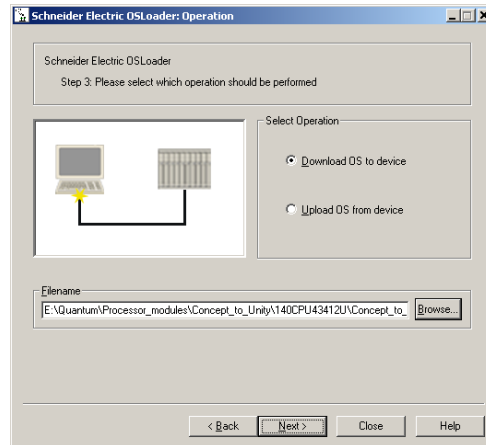 Schneider Electric OSLoader: Operation
Schneider Electric OSLoader
Step 3: Please select which operation should be performed
Select Operation
Download OS to device
Upload OS from device
Filename
E:\Quantum\Processor_modules\Concept_to_Unity\140CPU43412U\Concept_to_
Browse...
< Back
Next >
Close
Help